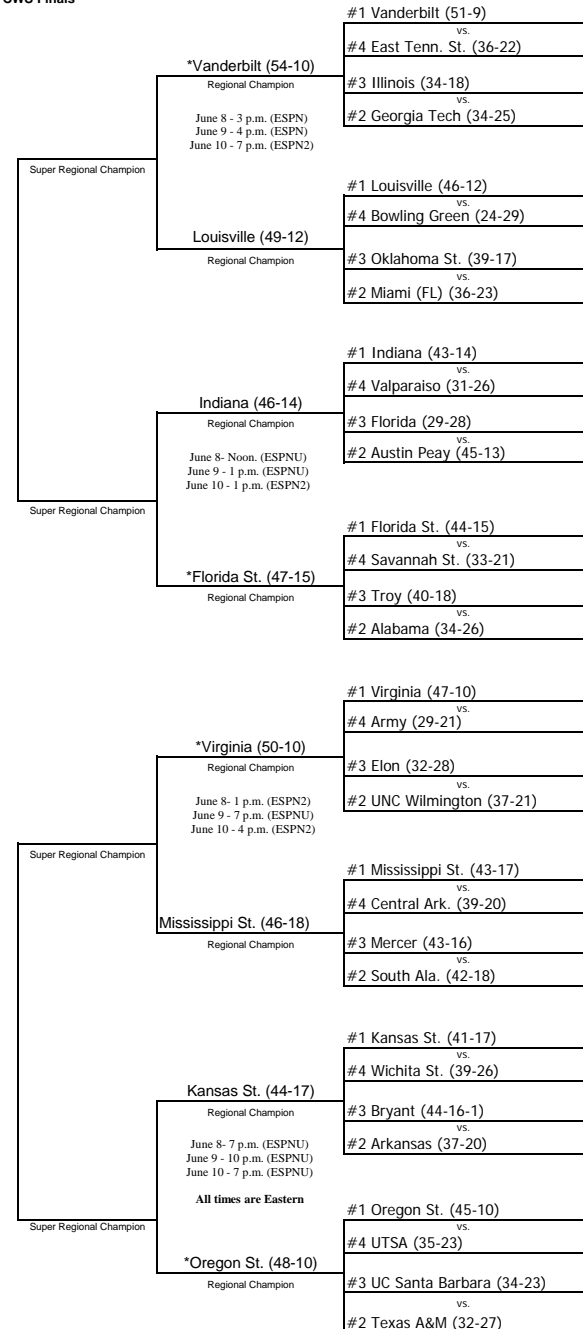 CWS Finals
#1 Vanderbilt (51-9)
vs.
#4 East Tenn. St. (36-22)
*Vanderbilt (54-10)
Regional Champion
#3 Illinois (34-18)
vs.
#2 Georgia Tech (34-25)
June 8 - 3 p.m. (ESPN)
June 9 - 4 p.m. (ESPN)
June 10 - 7 p.m. (ESPN2)
Super Regional Champion
#1 Louisville (46-12)
vs.
#4 Bowling Green (24-29)
Louisville (49-12)
Regional Champion
#3 Oklahoma St. (39-17)
vs.
#2 Miami (FL) (36-23)
#1 Indiana (43-14)
vs.
#4 Valparaiso (31-26)
Indiana (46-14)
Regional Champion
#3 Florida (29-28)
vs.
#2 Austin Peay (45-13)
June 8- Noon. (ESPNU)
June 9 - 1 p.m. (ESPNU)
June 10 - 1 p.m. (ESPN2)
Super Regional Champion
#1 Florida St. (44-15)
vs.
#4 Savannah St. (33-21)
*Florida St. (47-15)
Regional Champion
#3 Troy (40-18)
vs.
#2 Alabama (34-26)
#1 Virginia (47-10)
vs.
#4 Army (29-21)
*Virginia (50-10)
Regional Champion
#3 Elon (32-28)
vs.
#2 UNC Wilmington (37-21)
June 8- 1 p.m. (ESPN2)
June 9 - 7 p.m. (ESPNU)
June 10 - 4 p.m. (ESPN2)
Super Regional Champion
#1 Mississippi St. (43-17)
vs.
#4 Central Ark. (39-20)
Mississippi St. (46-18)
Regional Champion
#3 Mercer (43-16)
vs.
#2 South Ala. (42-18)
#1 Kansas St. (41-17)
vs.
#4 Wichita St. (39-26)
Kansas St. (44-17)
Regional Champion
#3 Bryant (44-16-1)
vs.
#2 Arkansas (37-20)
June 8- 7 p.m. (ESPNU)
June 9 - 10 p.m. (ESPNU)
June 10 - 7 p.m. (ESPNU)
All times are Eastern
Super Regional Champion
#1 Oregon St. (45-10)
vs.
#4 UTSA (35-23)
*Oregon St. (48-10)
Regional Champion
#3 UC Santa Barbara (34-23)
vs.
#2 Texas A&M (32-27)